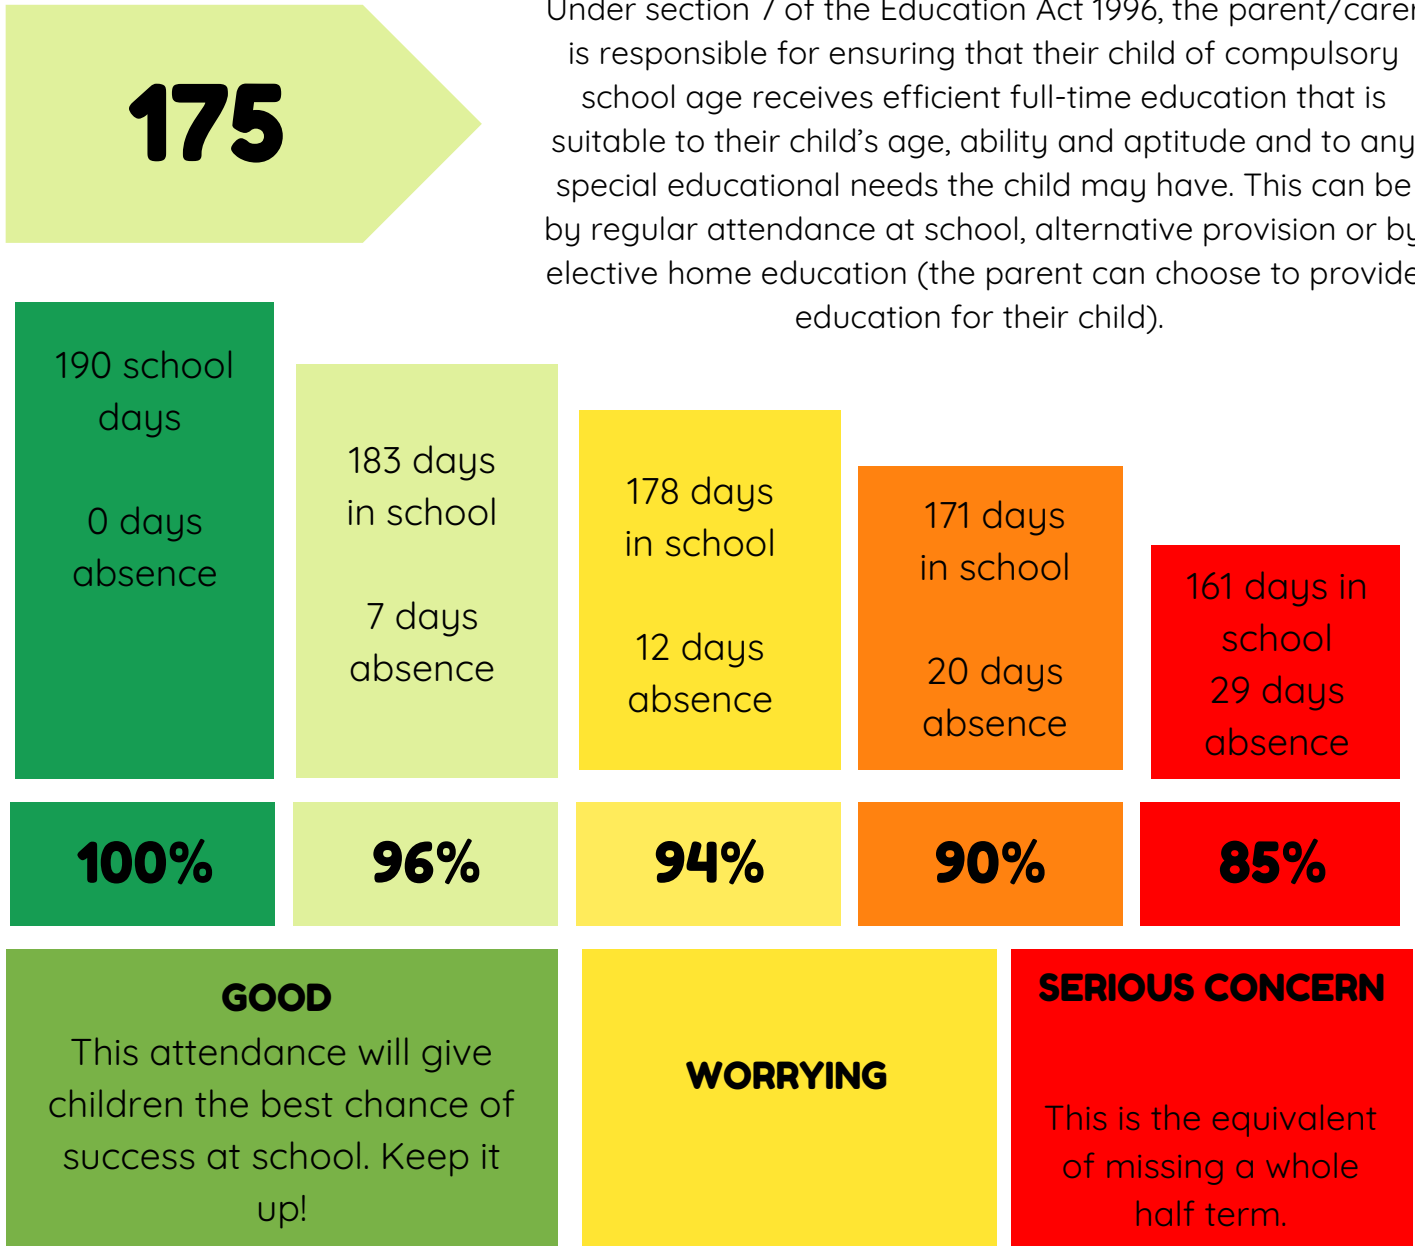 175
Under section 7 of the Education Act 1996, the parent/carer
is responsible for ensuring that their child of compulsory
school age receives efficient full-time education that is
suitable to their child’s age, ability and aptitude and to any
special educational needs the child may have. This can be
by regular attendance at school, alternative provision or by
elective home education (the parent can choose to provide
education for their child).
190 school
days
0 days
absence
183 days
in school
7 days
absence
178 days
in school
12 days
absence
171 days
in school
20 days
absence
161 days in
school
29 days
absence
100%
96%
94%
90%
85%
GOOD
This attendance will give
children the best chance of
success at school. Keep it
up!
WORRYING
SERIOUS CONCERN
This is the equivalent
of missing a whole
half term.